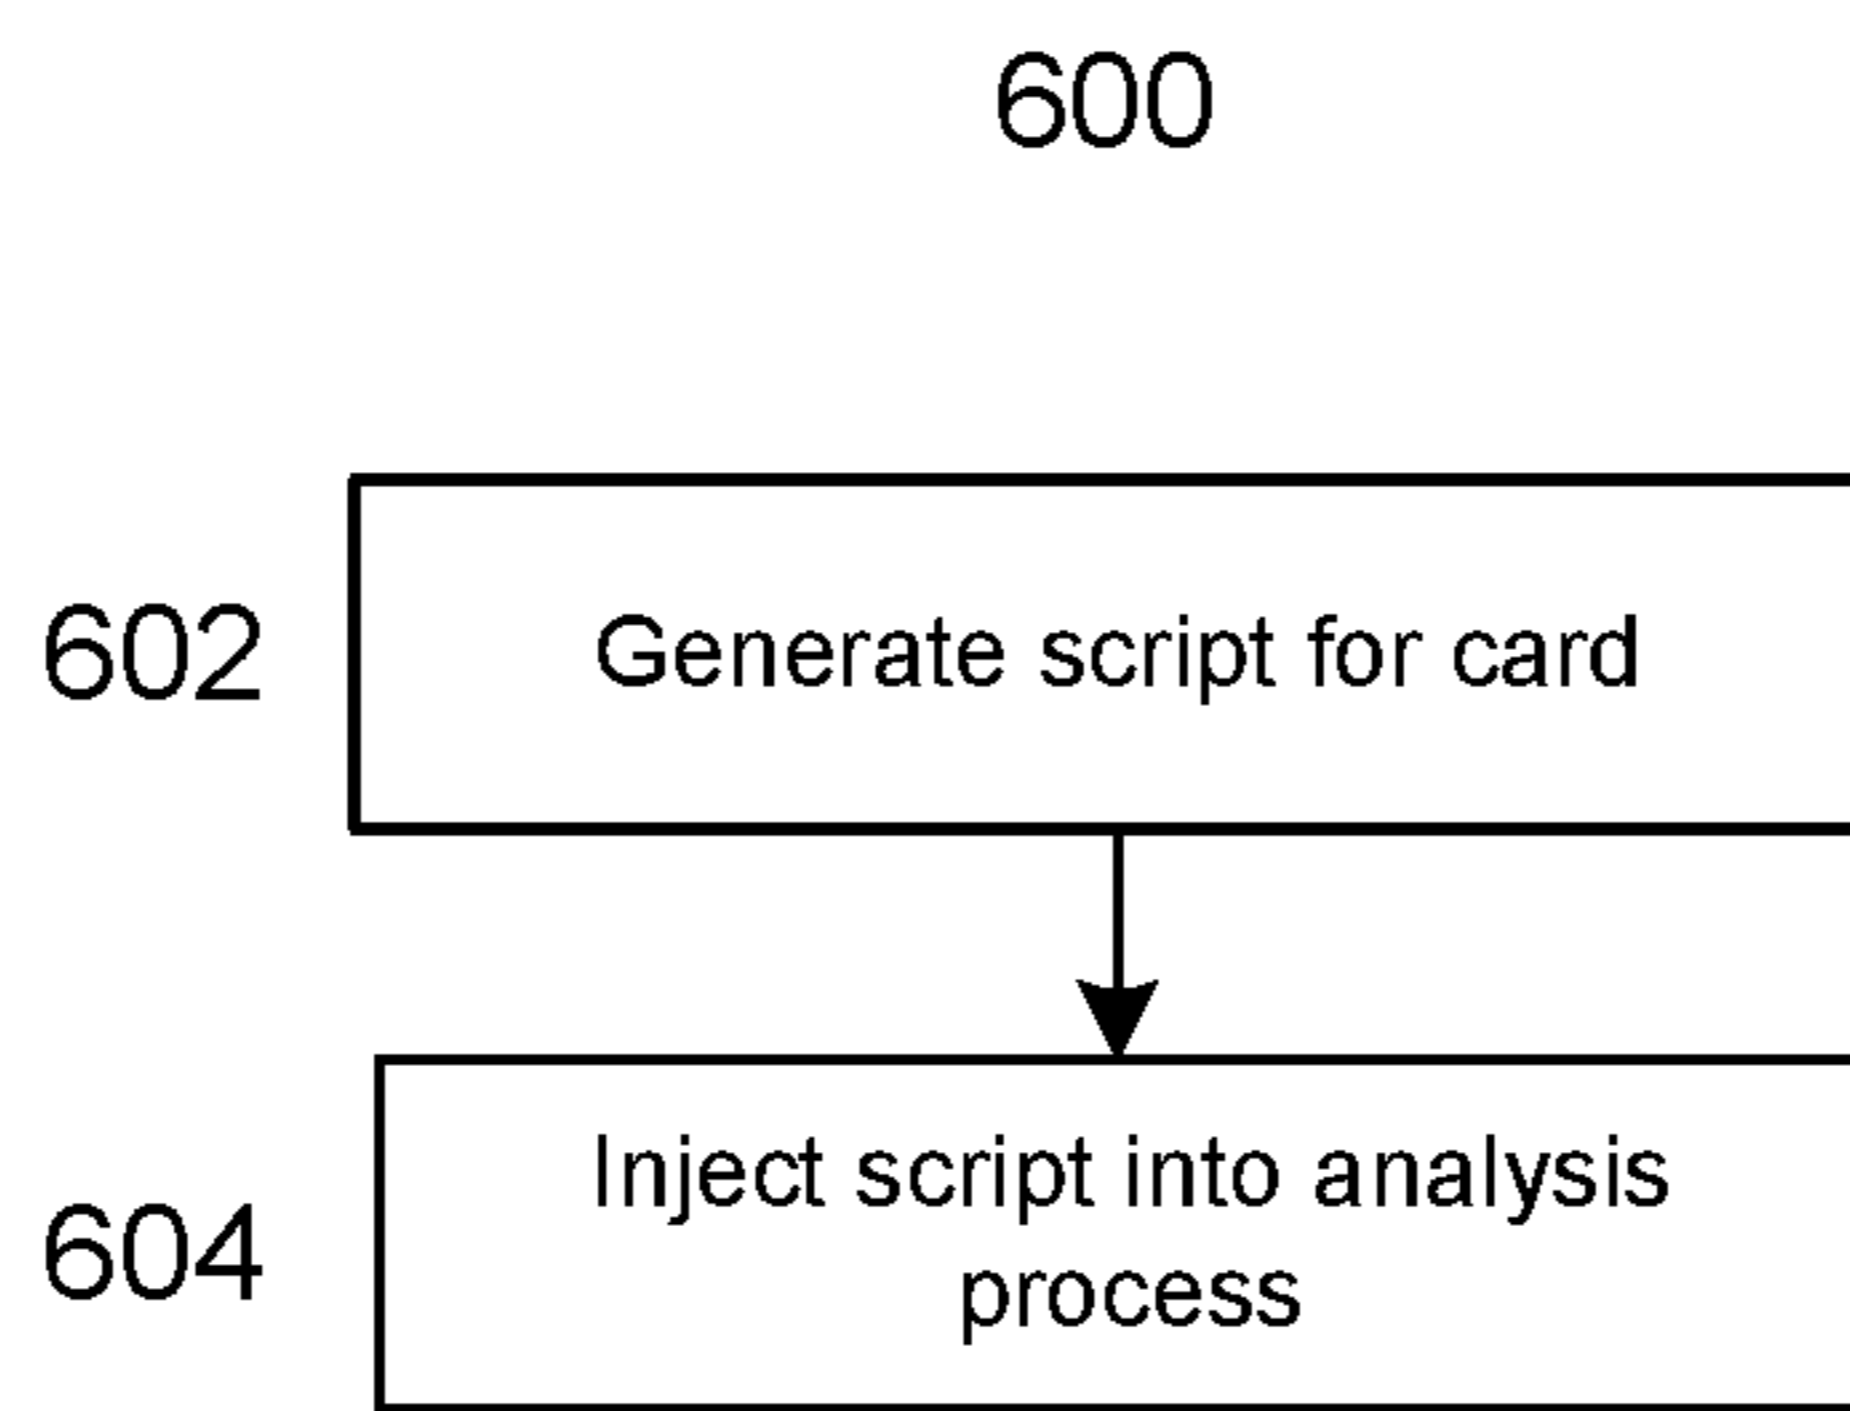 600
602
Generate script for card
604
Inject script into analysis
process